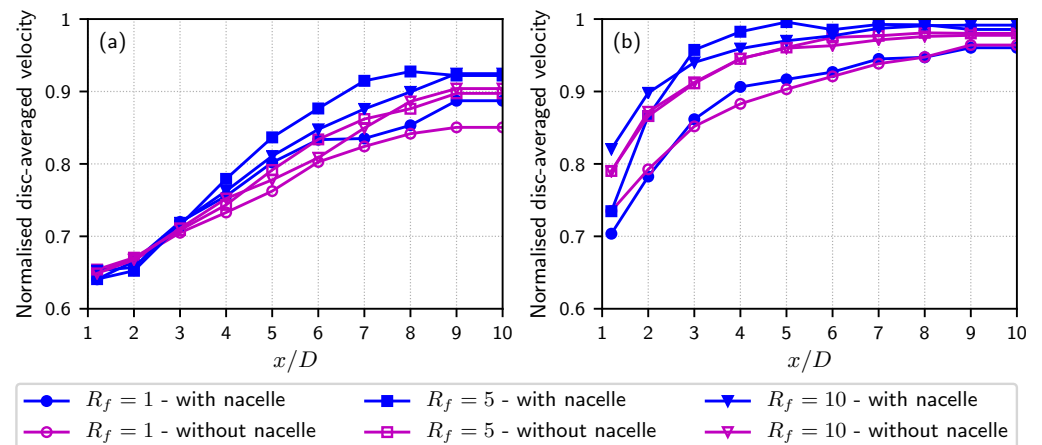 (a)
Normalised disc-averaged velocity
1
0.9
0.8
0.7
0.6
1 2 3 4 5 6 7 8 9 10
x/D
(b)
Normalised disc-averaged velocity
1
0.9
0.8
0.7
0.6
1 2 3 4 5 6 7 8 9 10
x/D
R_f = 1 - with nacelle
R_f = 5 - with nacelle
R_f = 10 - with nacelle
R_f = 1 - without nacelle
R_f = 5 - without nacelle
R_f = 10 - without nacelle